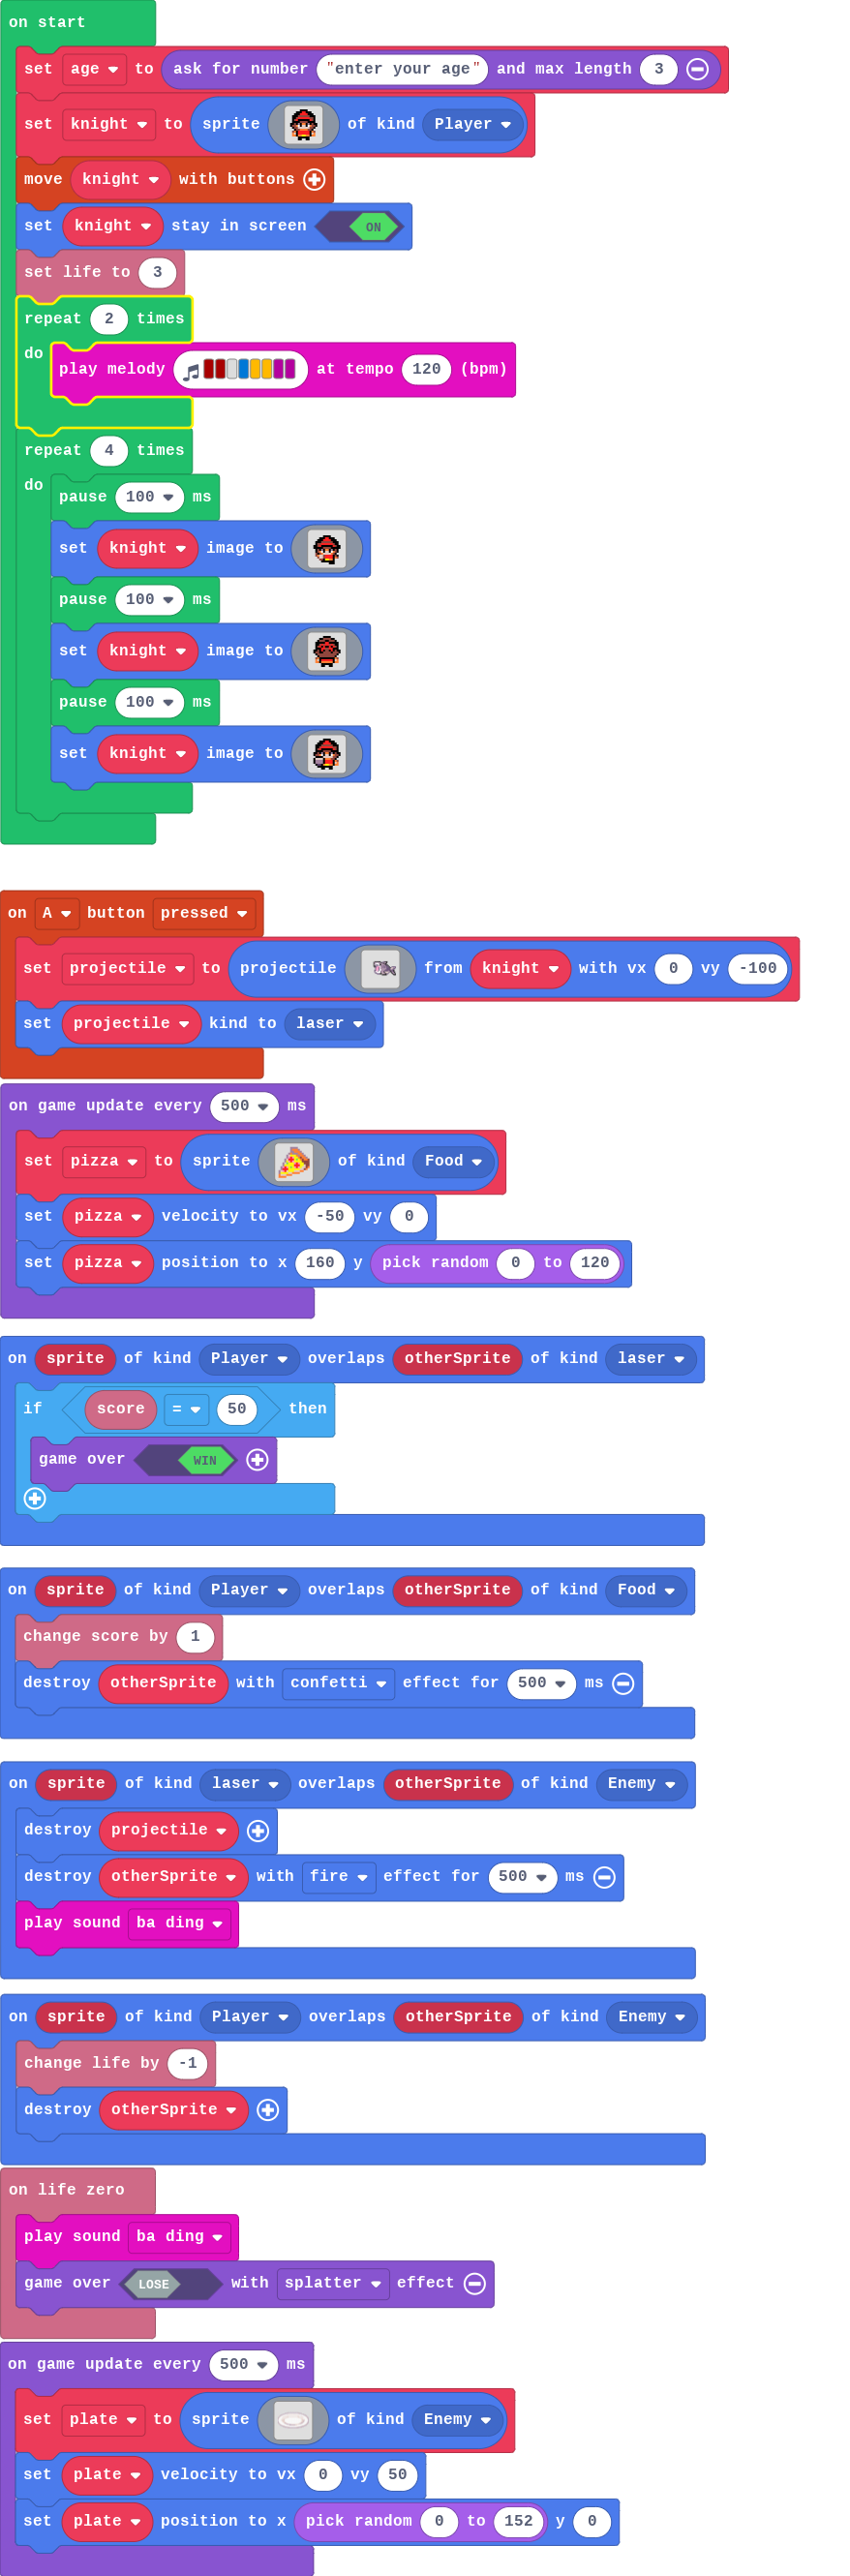 on start
set age to ask for number "enter your age" and max length 3
set knight to sprite of kind Player
move knight with buttons
set knight stay in screen ON
set life to 3
repeat 2 times
do
play melody at tempo 120 (bpm)
repeat 4 times
do
pause 100 ms
set knight image to
pause 100 ms
set knight image to
pause 100 ms
set knight image to
on A button pressed
set projectile to projectile from knight with vx 0 vy -100
set projectile kind to laser
on game update every 500 ms
set pizza to sprite of kind Food
set pizza velocity to vx -50 vy 0
set pizza position to x 160 y pick random 0 to 120
on sprite of kind Player overlaps otherSprite of kind laser
if score = 50 then
game over WIN
on sprite of kind Player overlaps otherSprite of kind Food
change score by 1
destroy otherSprite with confetti effect for 500 ms
on sprite of kind laser overlaps otherSprite of kind Enemy
destroy projectile
destroy otherSprite with fire effect for 500 ms
play sound ba ding
on sprite of kind Player overlaps otherSprite of kind Enemy
change life by -1
destroy otherSprite
on life zero
play sound ba ding
game over LOSE with splatter effect
on game update every 500 ms
set plate to sprite of kind Enemy
set plate velocity to vx 0 vy 50
set plate position to x pick random 0 to 152 y 0